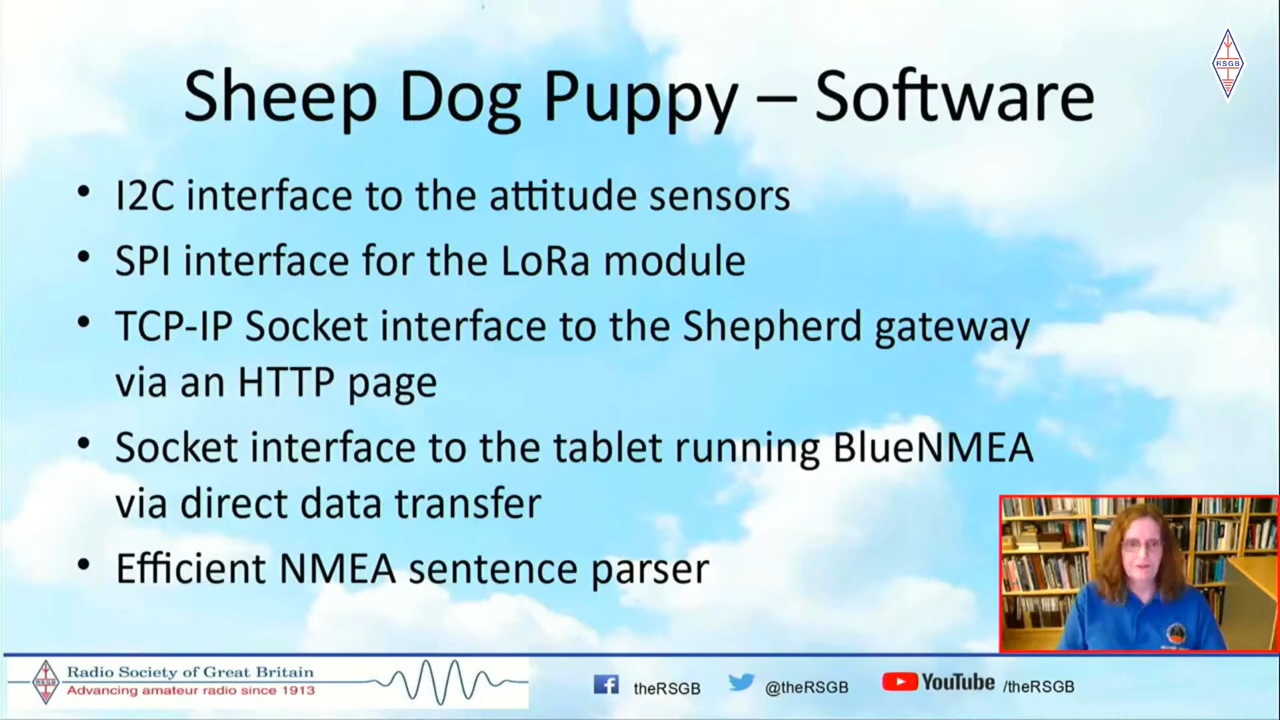 Sheep Dog Puppy – Software
RSGB
• I2C interface to the attitude sensors
• SPI interface for the LoRa module
• TCP-IP Socket interface to the Shepherd gateway
via an HTTP page
• Socket interface to the tablet running BlueNMEA
via direct data transfer
• Efficient NMEA sentence parser
RSGB
Radio Society of Great Britain
Advancing amateur radio since 1913
theRSGB
@theRSGB
YouTube /theRSGB